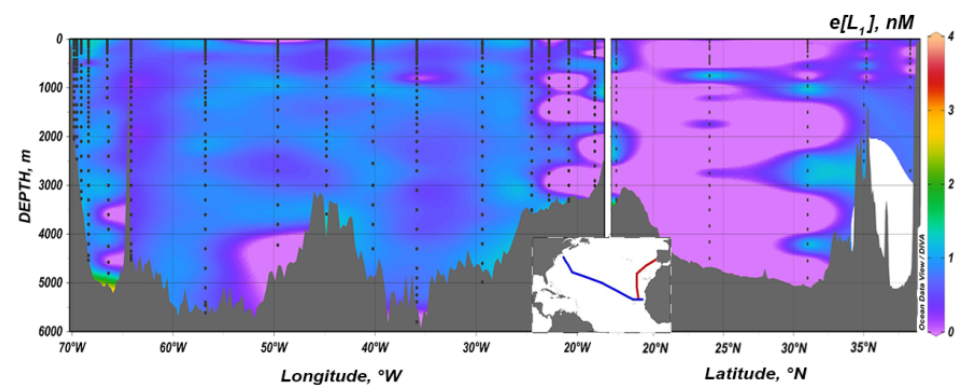 e[L1], nM
0
1000
2000
3000
4000
5000
6000
DEPTH, m
70°W
60°W
50°W
40°W
30°W
20°W
20°N
25°N
30°N
35°N
Longitude, °W
Latitude, °N
4
3
2
1
0
Ocean Data View / DIVA